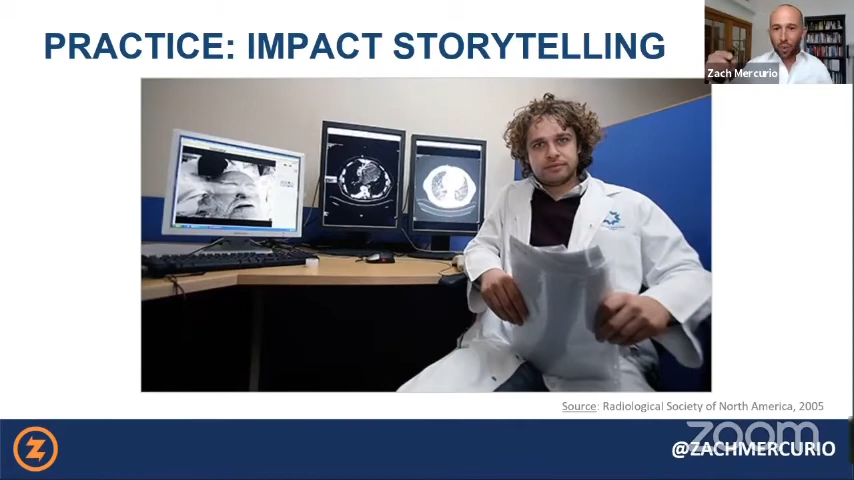 PRACTICE: IMPACT STORYTELLING
Zach Mercurio
Source: Radiological Society of North America, 2005
zoom
@ZACHMERCURIO